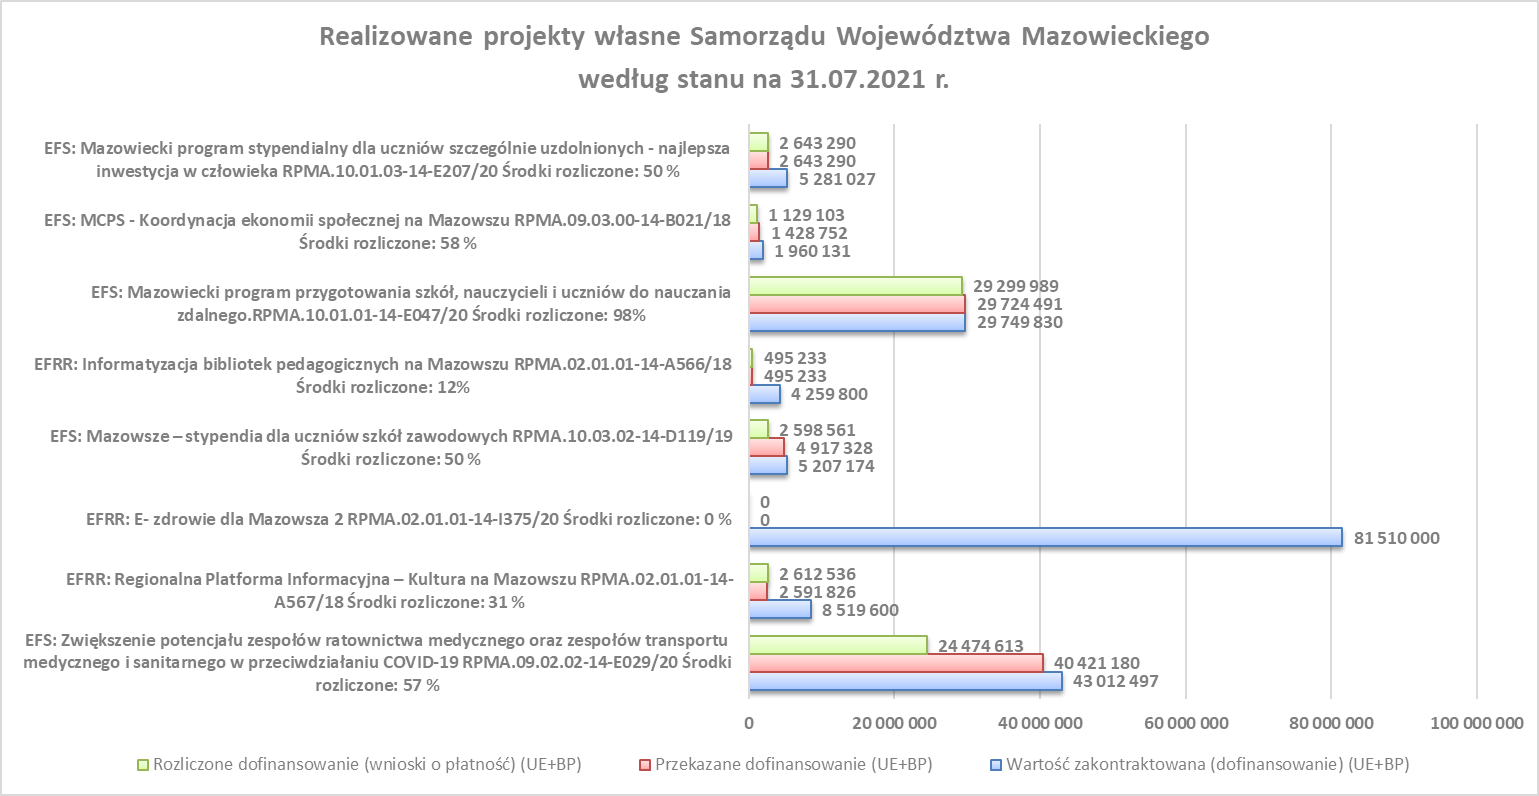 Realizowane projekty własne Samorządu Województwa Mazowieckiego
według stanu na 31.07.2021 r.
EFS: Mazowiecki program stypendialny dla uczniów szczególnie uzdolnionych - najlepsza
inwestycja w człowieka RPMA.10.01.03-14-E207/20 Środki rozliczone: 50 %
2 643 290
2 643 290
5 281 027
EFS: MCPS - Koordynacja ekonomii społecznej na Mazowszu RPMA.09.03.00-14-B021/18
Środki rozliczone: 58 %
1 129 103
1 428 752
1 960 131
EFS: Mazowiecki program przygotowania szkół, nauczycieli i uczniów do nauczania
zdalnego.RPMA.10.01.01-14-E047/20 Środki rozliczone: 98%
29 299 989
29 724 491
29 749 830
EFRR: Informatyzacja bibliotek pedagogicznych na Mazowszu RPMA.02.01.01-14-A566/18
Środki rozliczone: 12%
495 233
495 233
4 259 800
EFS: Mazowsze – stypendia dla uczniów szkół zawodowych RPMA.10.03.02-14-D119/19
Środki rozliczone: 50 %
2 598 561
4 917 328
5 207 174
EFRR: E- zdrowie dla Mazowsza 2 RPMA.02.01.01-14-I375/20 Środki rozliczone: 0 %
0
0
81 510 000
EFRR: Regionalna Platforma Informacyjna – Kultura na Mazowszu RPMA.02.01.01-14-
A567/18 Środki rozliczone: 31 %
2 612 536
2 591 826
8 519 600
EFS: Zwiększenie potencjału zespołów ratownictwa medycznego oraz zespołów transportu
medycznego i sanitarnego w przeciwdziałaniu COVID-19 RPMA.09.02.02-14-E029/20 Środki
rozliczone: 57 %
24 474 613
40 421 180
43 012 497
0 20 000 000 40 000 000 60 000 000 80 000 000 100 000 000
Rozliczone dofinansowanie (wnioski o płatność) (UE+BP) Przekazane dofinansowanie (UE+BP) Wartość zakontraktowana (dofinansowanie) (UE+BP)